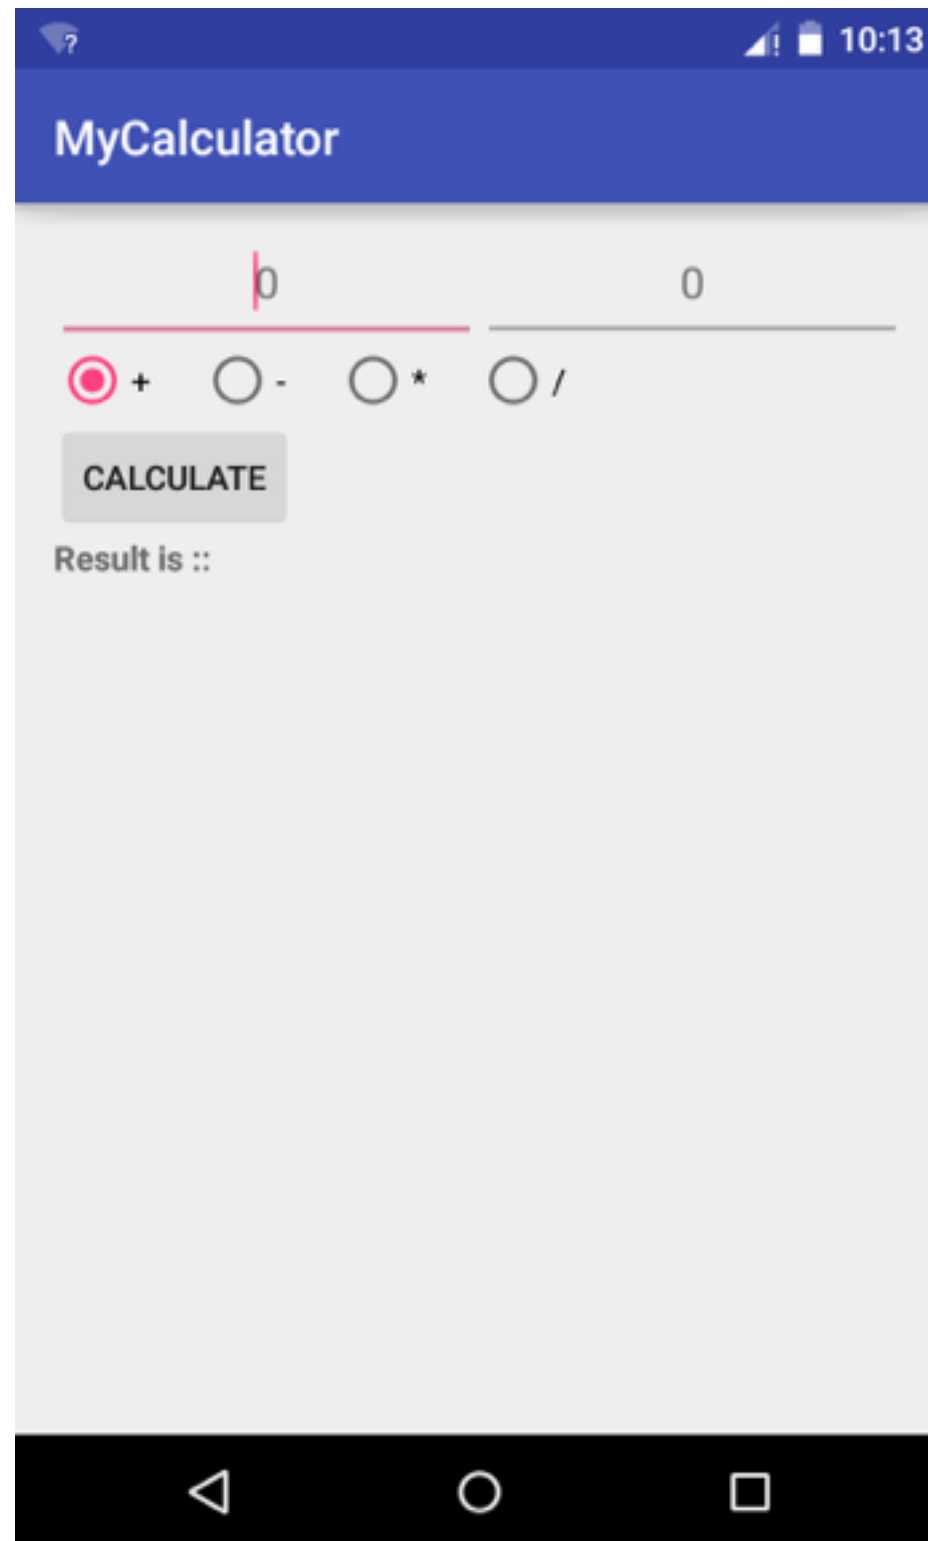 ? ! 10:13
MyCalculator
0 0
+ - * /
CALCULATE
Result is ::